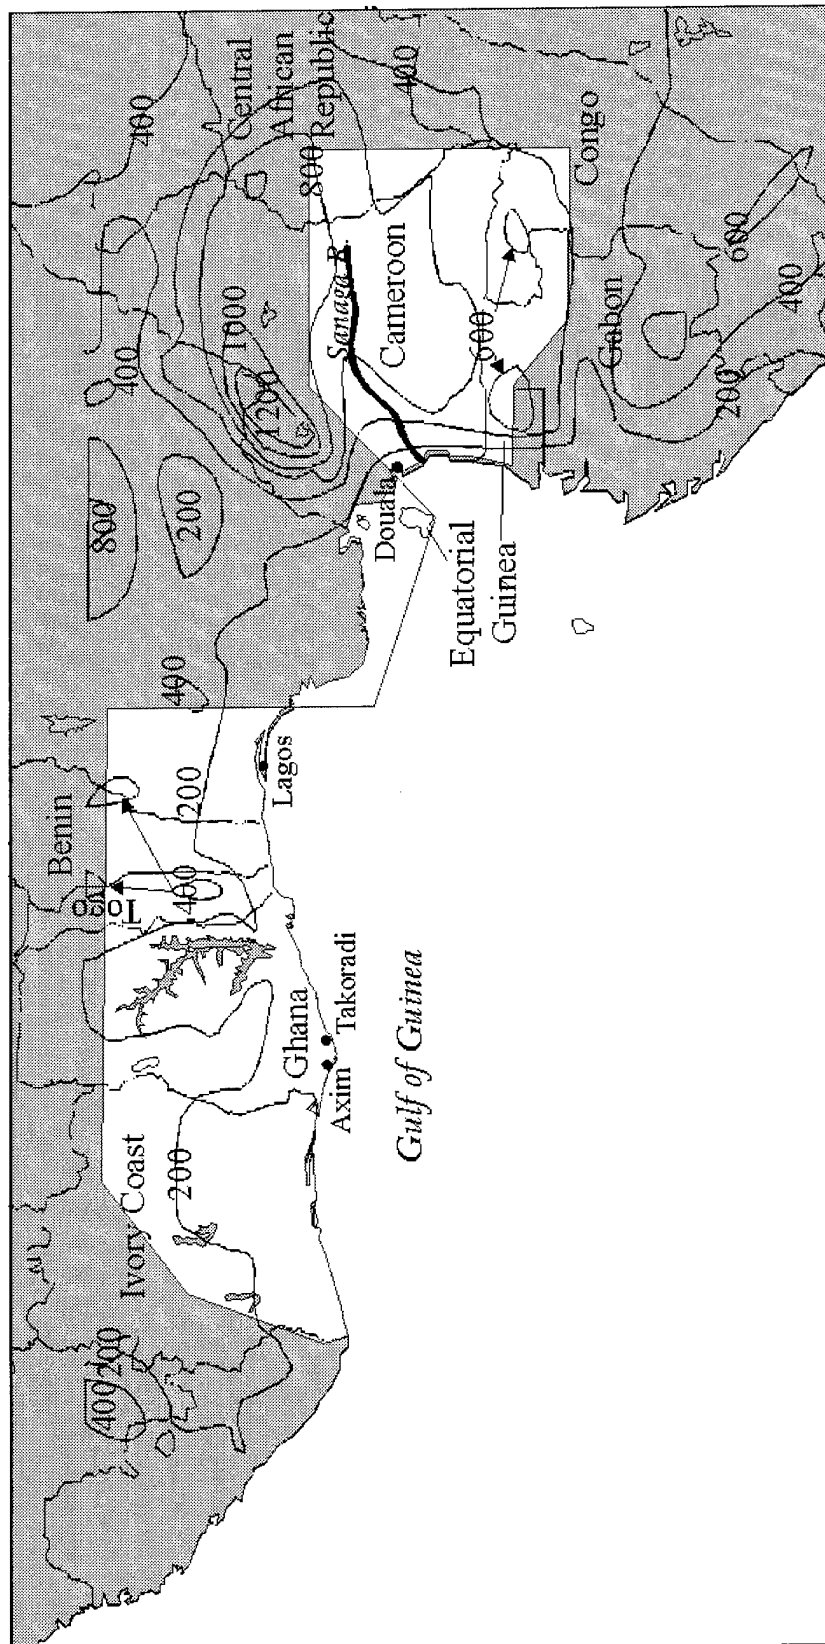 400
200
Ivory Coast
200
Ghana
Axim
Takoradi
Gulf of Guinea
Togo
400
Benin
200
Lagos
400
800
200
400
1200
1000
Douala
Equatorial
Guinea
Sanaga R.
Cameroon
600
800
Central
African
Republic
400
400
Congo
Gabon
200
400
600